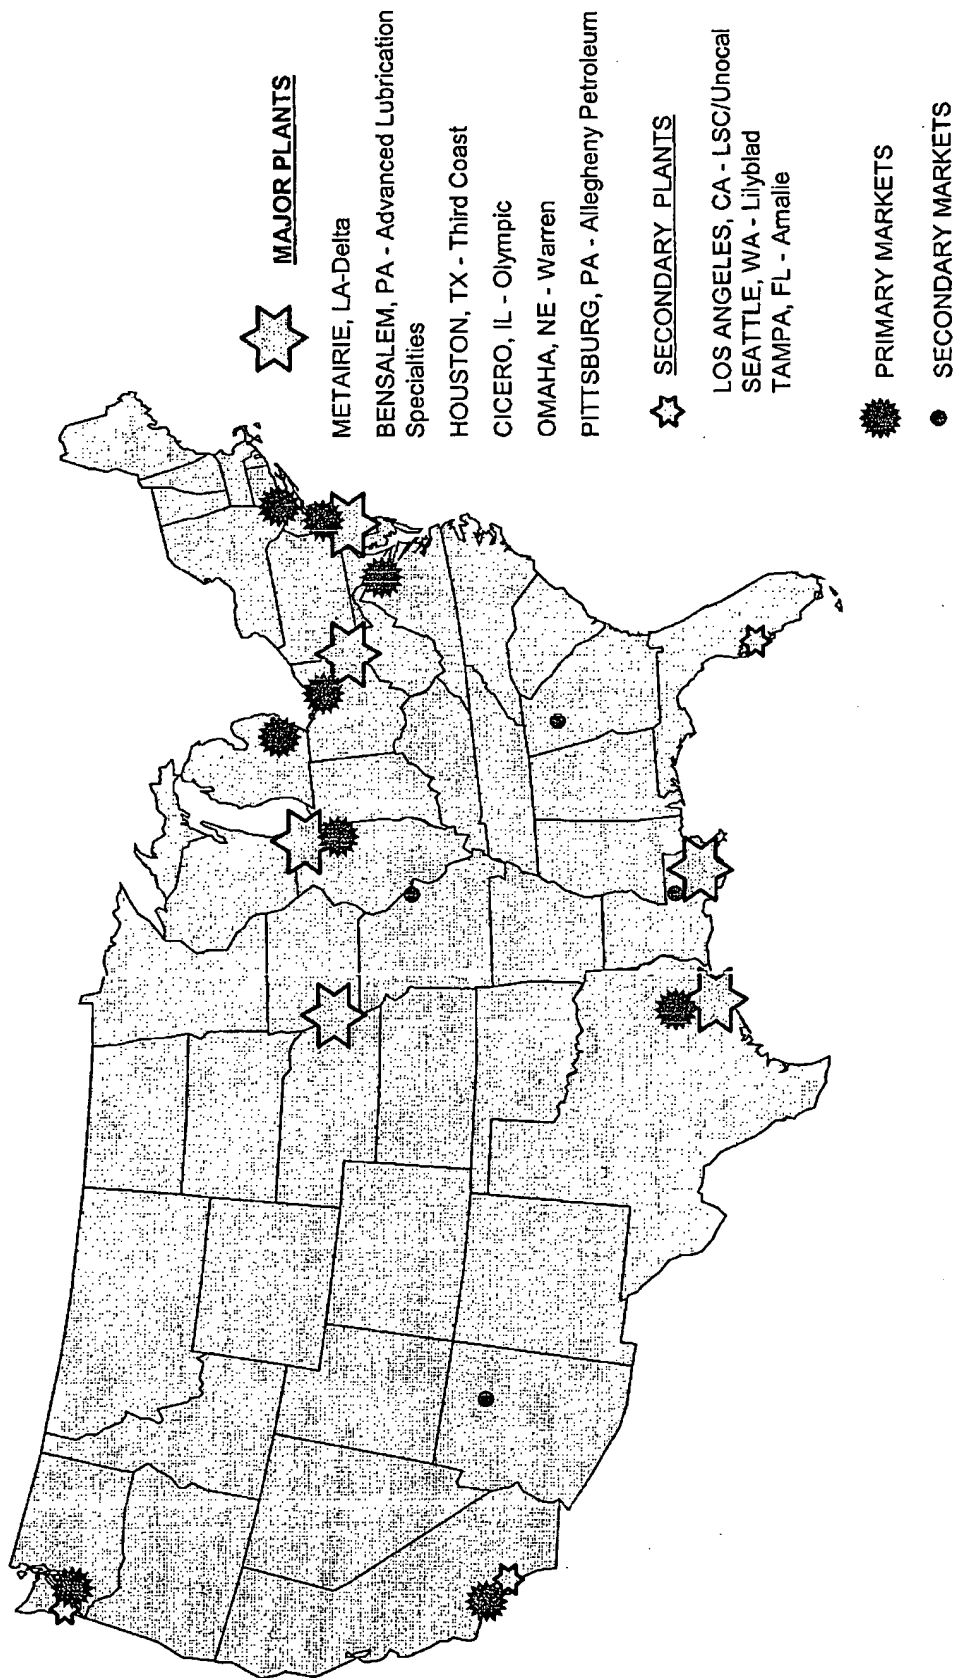 MAJOR PLANTS
METAIRIE, LA-Delta
BENSALEM, PA - Advanced Lubrication
Specialties
HOUSTON, TX - Third Coast
CICERO, IL - Olympic
OMAHA, NE - Warren
PITTSBURG, PA - Allegheny Petroleum
SECONDARY PLANTS
LOS ANGELES, CA - LSC/Unocal
SEATTLE, WA - Lilyblad
TAMPA, FL - Amalie
PRIMARY MARKETS
SECONDARY MARKETS